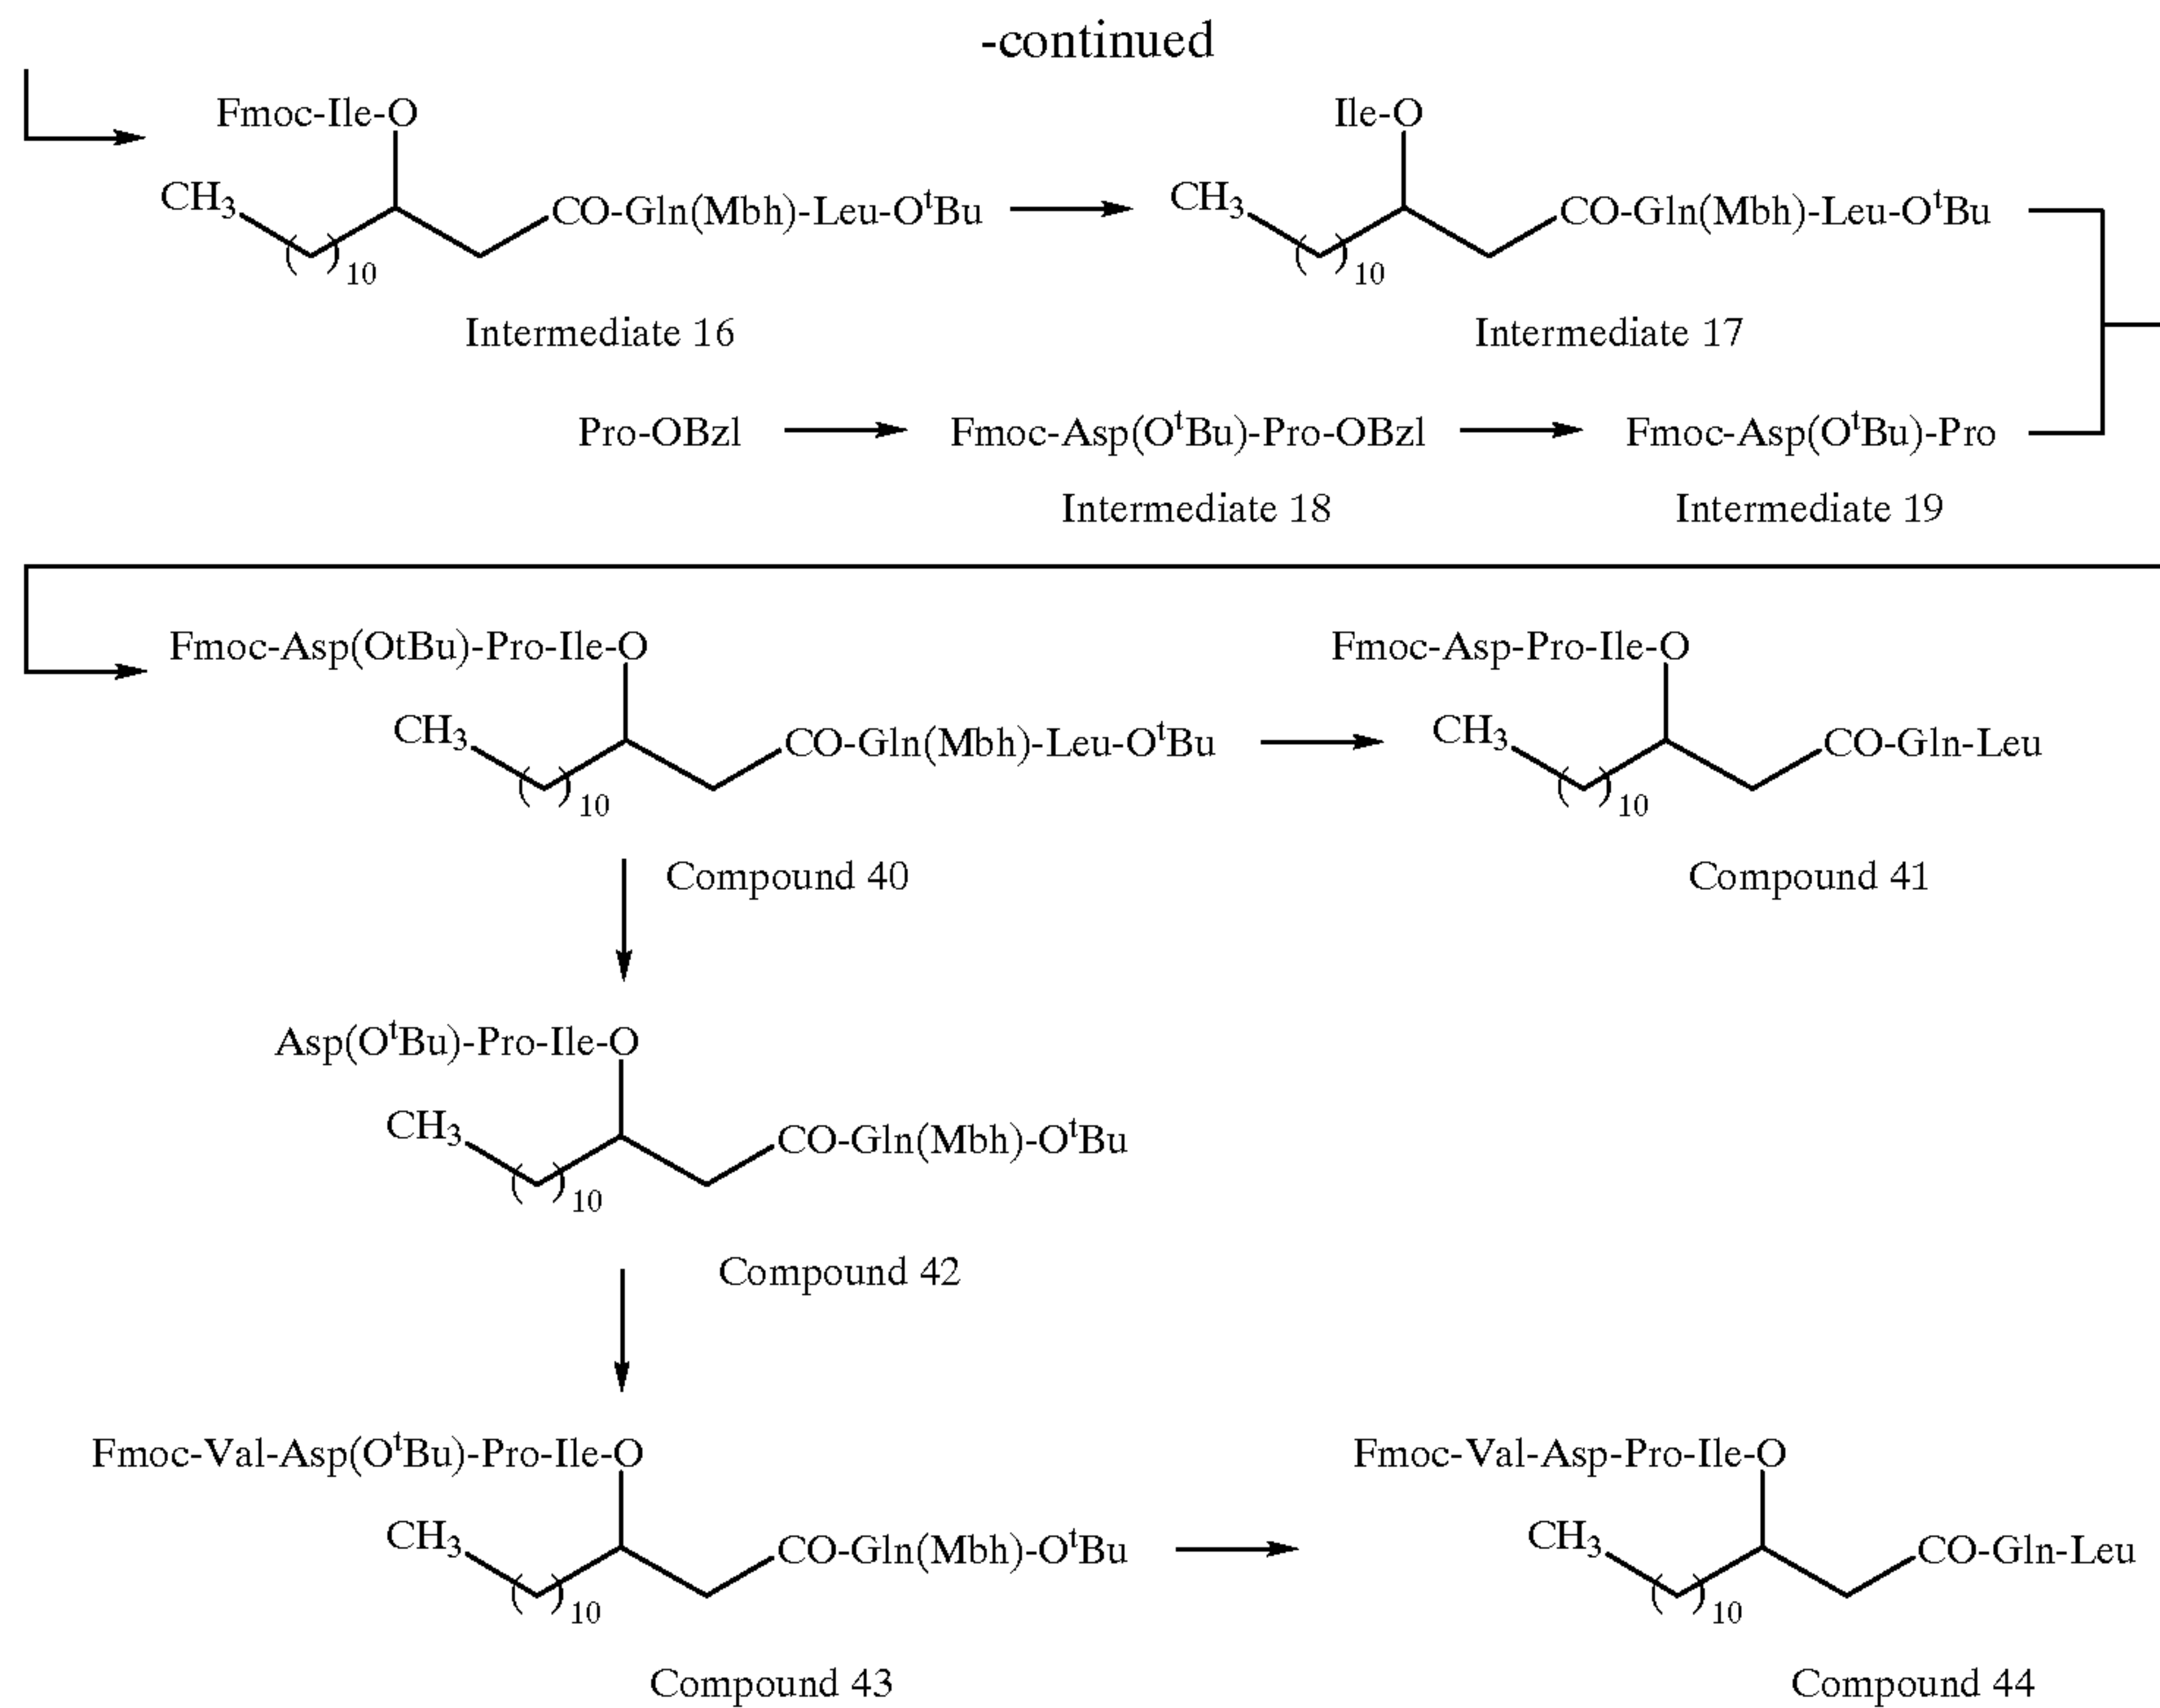 -continued
Fmoc-Ile-O
Ile-O
CH3
( )10
CO-Gln(Mbh)-Leu-OtBu
CH3
( )10
CO-Gln(Mbh)-Leu-OtBu
Intermediate 16
Intermediate 17
Pro-OBzl
Fmoc-Asp(OtBu)-Pro-OBzl
Fmoc-Asp(OtBu)-Pro
Intermediate 18
Intermediate 19
Fmoc-Asp(OtBu)-Pro-Ile-O
Fmoc-Asp-Pro-Ile-O
CH3
( )10
CO-Gln(Mbh)-Leu-OtBu
CH3
( )10
CO-Gln-Leu
Compound 40
Compound 41
Asp(OtBu)-Pro-Ile-O
CH3
( )10
CO-Gln(Mbh)-OtBu
Compound 42
Fmoc-Val-Asp(OtBu)-Pro-Ile-O
Fmoc-Val-Asp-Pro-Ile-O
CH3
( )10
CO-Gln(Mbh)-OtBu
CH3
( )10
CO-Gln-Leu
Compound 43
Compound 44